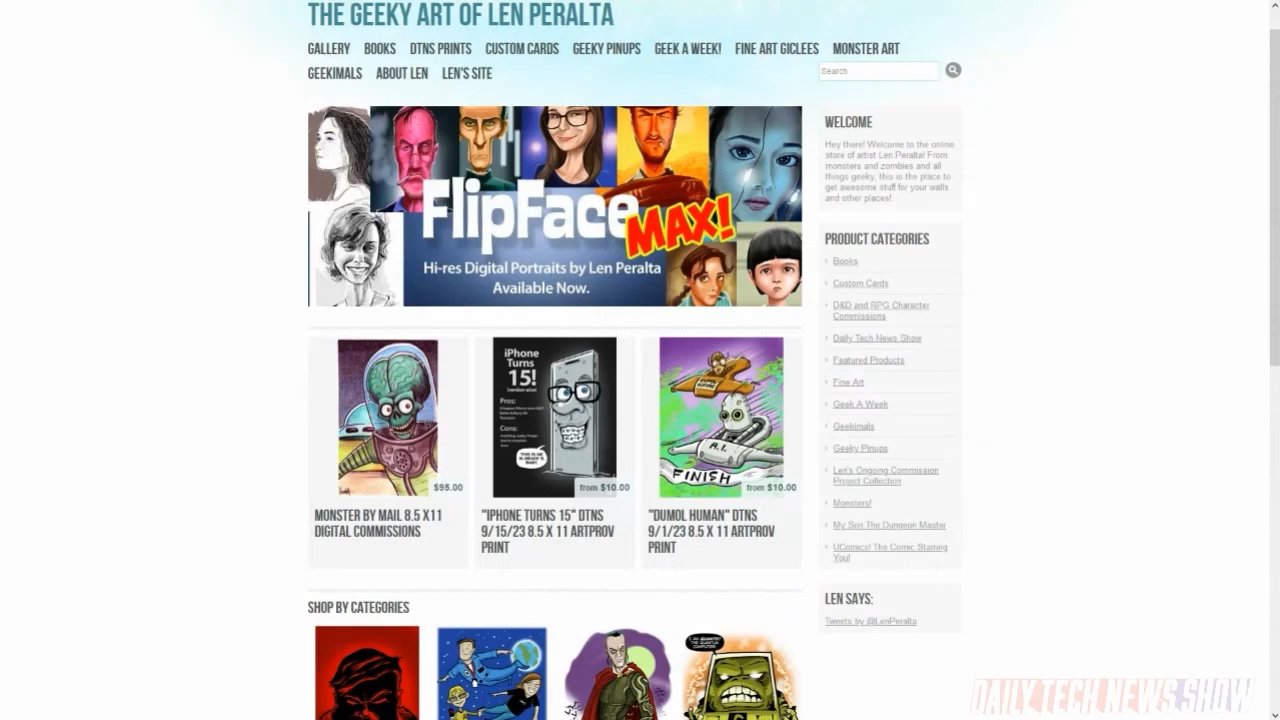 THE GEEKY ART OF LEN PERALTA
GALLERY BOOKS DTNS PRINTS CUSTOM CARDS GEEKY PINUPS GEEK A WEEK! FINE ART GICLEES MONSTER ART
GEEKIMALS ABOUT LEN LEN'S SITE
Search
FlipFace
MAX!
Hi-res Digital Portraits by Len Peralta
Available Now.
WELCOME
Hey there! Welcome to the online
store of artist Len Peralta! From
monsters and zombies and all
things geeky, this is the place to
get awesome stuff for your walls
and other places!
PRODUCT CATEGORIES
Books
Custom Cards
D&D and RPG Character
Commissions
Daily Tech News Show
Featured Products
Fine Art
Geek A Week
Geekimals
Geeky Pinups
Len's Ongoing Commission
Project Collection
Monsters!
My Son The Dungeon Master
UComics! The Comic Starring
You!
LEN SAYS:
Tweets by @LenPeralta
$95.00
MONSTER BY MAIL 8.5 X11
DIGITAL COMMISSIONS
iPhone
Turns
15!
Pros:
Cons:
from $10.00
"IPHONE TURNS 15" DTNS
9/15/23 8.5 X 11 ARTPROV
PRINT
A.I.
FINISH
from $10.00
"DUMOL HUMAN" DTNS
9/1/23 8.5 X 11 ARTPROV
PRINT
SHOP BY CATEGORIES
DAILY TECH NEWS SHOW